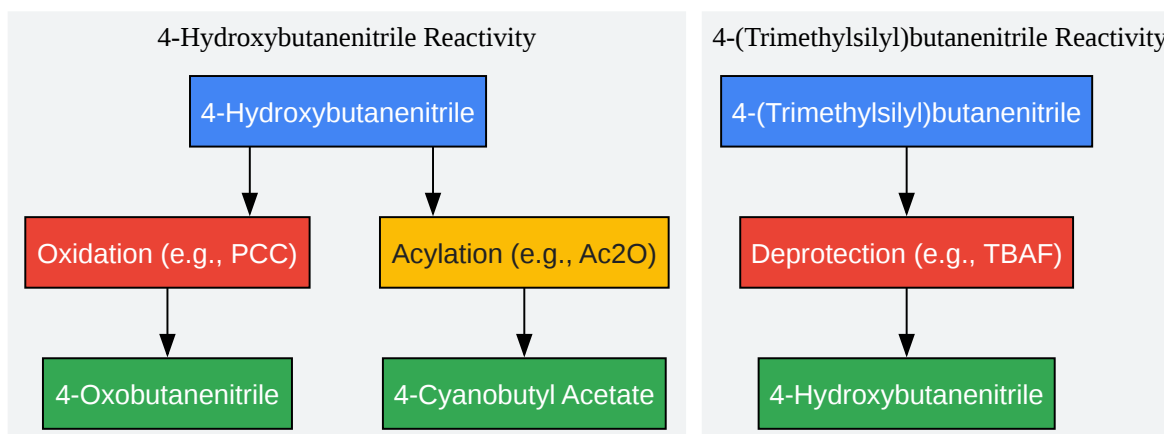 4-Hydroxybutanenitrile Reactivity
4-Hydroxybutanenitrile
Oxidation (e.g., PCC)
Acylation (e.g., Ac2O)
4-Oxobutanenitrile
4-Cyanobutyl Acetate
4-(Trimethylsilyl)butanenitrile Reactivity
4-(Trimethylsilyl)butanenitrile
Deprotection (e.g., TBAF)
4-Hydroxybutanenitrile